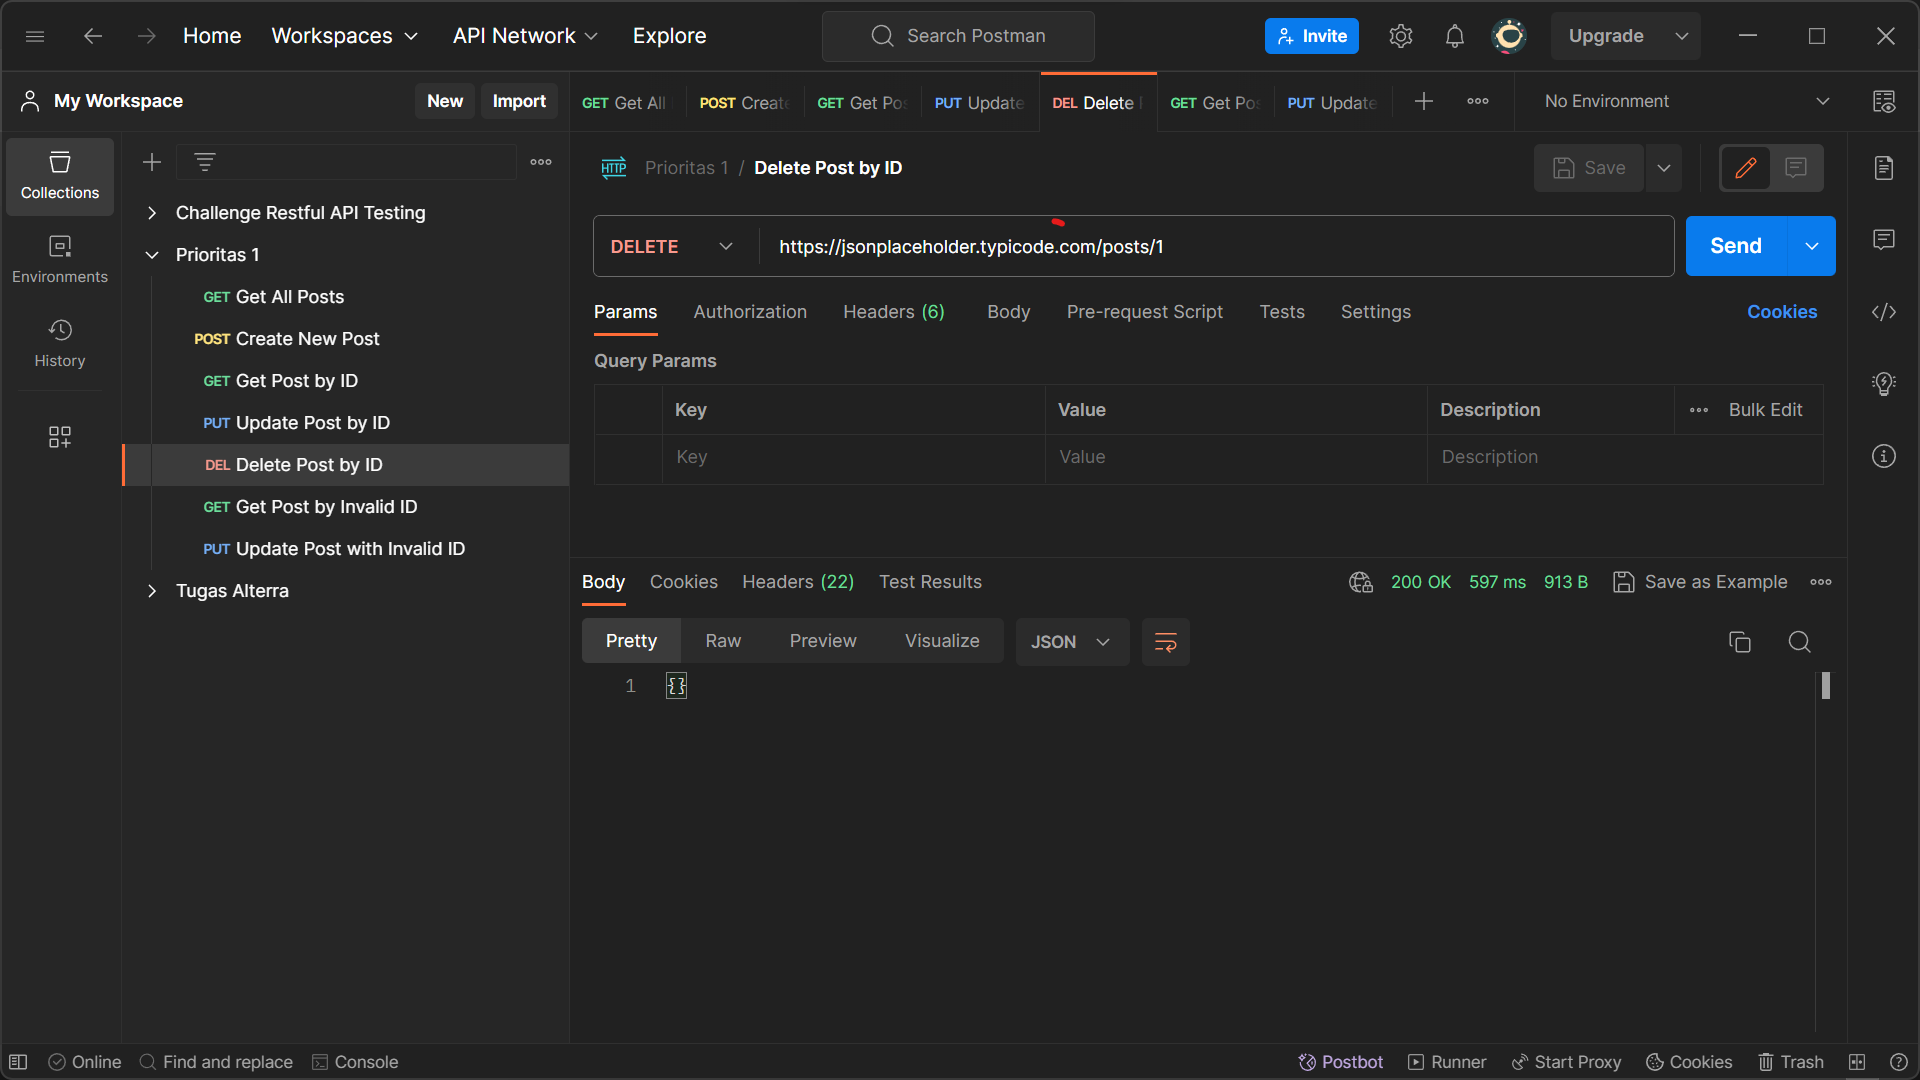 Home Workspaces API Network Explore Search Postman Invite Upgrade
My Workspace New Import
GET Get All POST Create GET Get Pos PUT Update DEL Delete GET Get Pos PUT Update No Environment
Collections
Environments
History
Challenge Restful API Testing
Prioritas 1
GET Get All Posts
POST Create New Post
GET Get Post by ID
PUT Update Post by ID
DEL Delete Post by ID
GET Get Post by Invalid ID
PUT Update Post with Invalid ID
Tugas Alterra
HTTP Prioritas 1 / Delete Post by ID Save
DELETE https://jsonplaceholder.typicode.com/posts/1 Send
Params Authorization Headers (6) Body Pre-request Script Tests Settings Cookies
Query Params
Key Value Description Bulk Edit
Key Value Description
Body Cookies Headers (22) Test Results 200 OK 597 ms 913 B Save as Example
Pretty Raw Preview Visualize JSON
1 {}
Online Find and replace Console Postbot Runner Start Proxy Cookies Trash